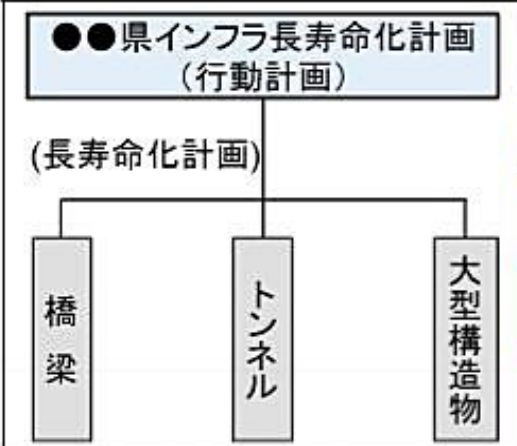 ●●県インフラ長寿命化計画
（行動計画）
(長寿命化計画)
橋梁
トンネル
大型構造物